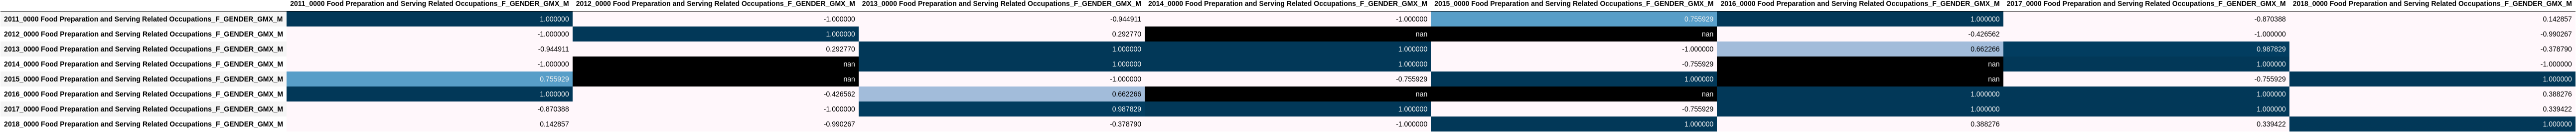 2011_0000 Food Preparation and Serving Related Occupations_F_GENDER_GMX_M 2012_0000 Food Preparation and Serving Related Occupations_F_GENDER_GMX_M 2013_0000 Food Preparation and Serving Related Occupations_F_GENDER_GMX_M 2014_0000 Food Preparation and Serving Related Occupations_F_GENDER_GMX_M 2015_0000 Food Preparation and Serving Related Occupations_F_GENDER_GMX_M 2016_0000 Food Preparation and Serving Related Occupations_F_GENDER_GMX_M 2017_0000 Food Preparation and Serving Related Occupations_F_GENDER_GMX_M 2018_0000 Food Preparation and Serving Related Occupations_F_GENDER_GMX_M
2011_0000 Food Preparation and Serving Related Occupations_F_GENDER_GMX_M 1.000000 -1.000000 -0.944911 -1.000000 0.755929 1.000000 -0.870388 0.142857
2012_0000 Food Preparation and Serving Related Occupations_F_GENDER_GMX_M -1.000000 1.000000 0.292770 nan nan -0.426562 -1.000000 -0.990267
2013_0000 Food Preparation and Serving Related Occupations_F_GENDER_GMX_M -0.944911 0.292770 1.000000 1.000000 -1.000000 0.662266 0.987829 -0.378790
2014_0000 Food Preparation and Serving Related Occupations_F_GENDER_GMX_M -1.000000 nan 1.000000 1.000000 -0.755929 nan 1.000000 -1.000000
2015_0000 Food Preparation and Serving Related Occupations_F_GENDER_GMX_M 0.755929 nan -1.000000 -0.755929 1.000000 nan -0.755929 1.000000
2016_0000 Food Preparation and Serving Related Occupations_F_GENDER_GMX_M 1.000000 -0.426562 0.662266 nan nan 1.000000 1.000000 0.388276
2017_0000 Food Preparation and Serving Related Occupations_F_GENDER_GMX_M -0.870388 -1.000000 0.987829 1.000000 -0.755929 1.000000 1.000000 0.339422
2018_0000 Food Preparation and Serving Related Occupations_F_GENDER_GMX_M 0.142857 -0.990267 -0.378790 -1.000000 1.000000 0.388276 0.339422 1.000000